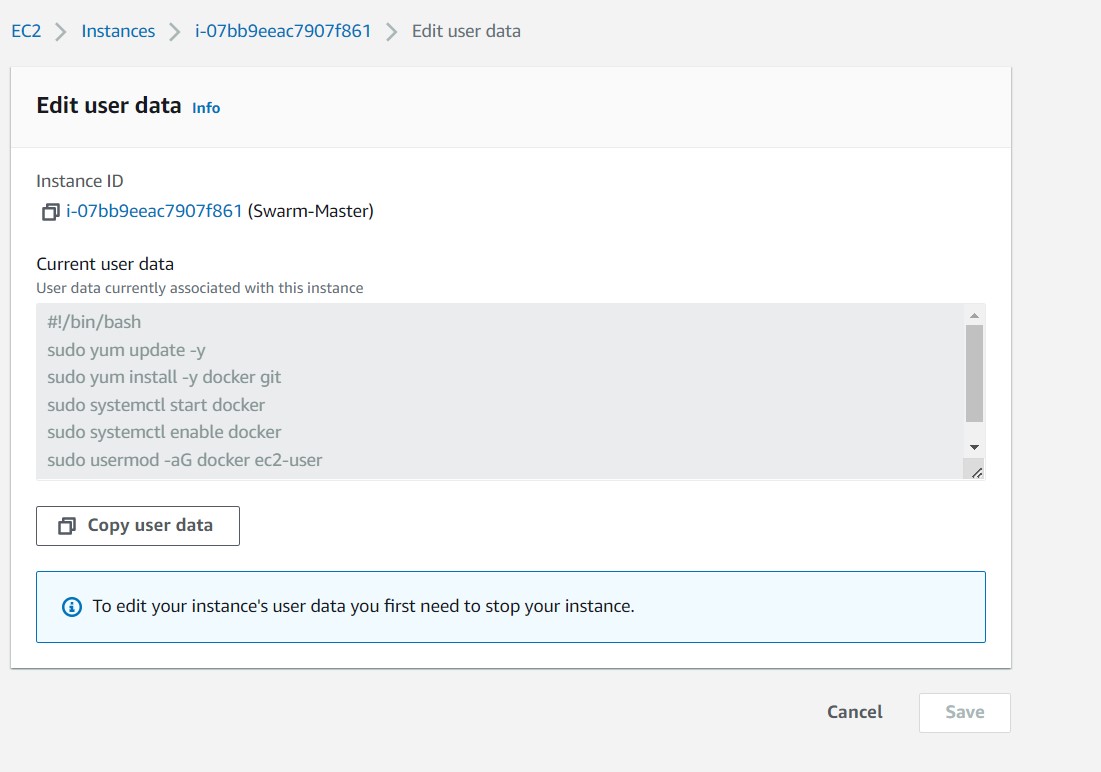 EC2 Instances i-07bb9eeac7907f861 Edit user data
Edit user data Info
Instance ID
i-07bb9eeac7907f861 (Swarm-Master)
Current user data
User data currently associated with this instance
#!/bin/bash
sudo yum update -y
sudo yum install -y docker git
sudo systemctl start docker
sudo systemctl enable docker
sudo usermod -aG docker ec2-user
Copy user data
To edit your instance's user data you first need to stop your instance.
Cancel Save